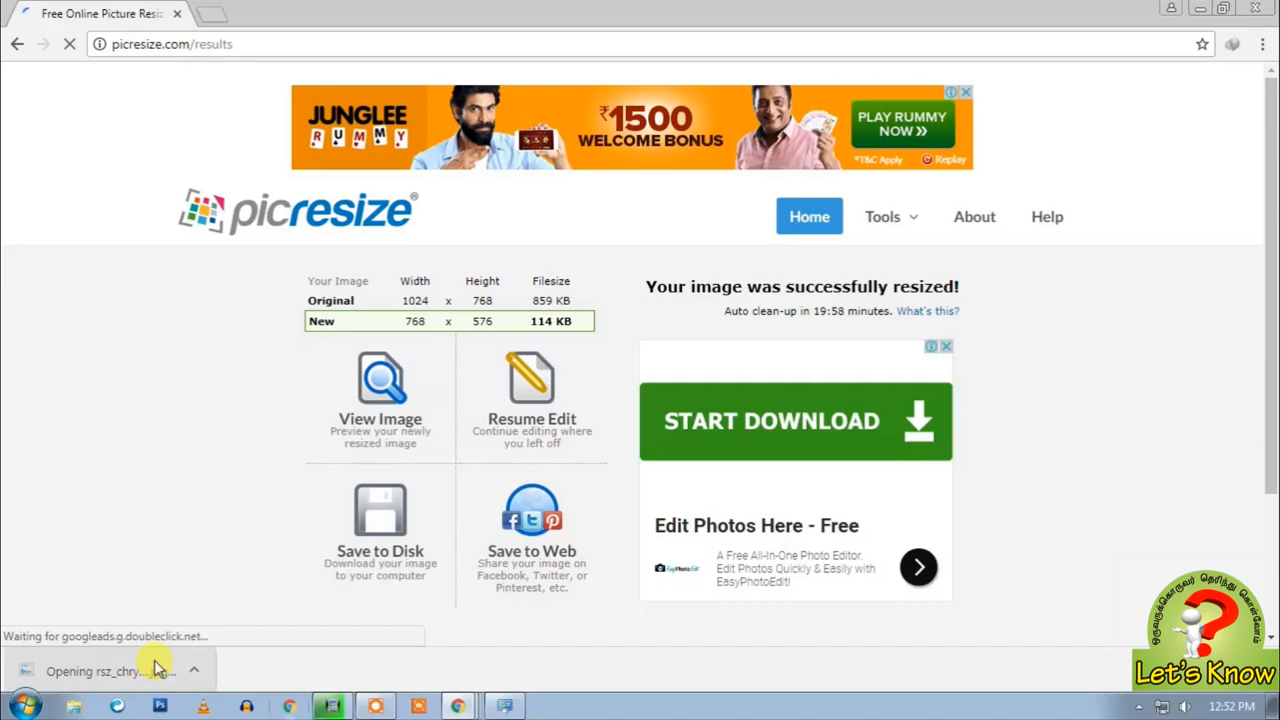 Free Online Picture Resiz
picresize.com/results
JUNGLEE
RUMMY
₹1500
WELCOME BONUS
PLAY RUMMY
NOW »
*T&C Apply
Replay
picresize®
Home
Tools
About
Help
Your Image Width Height Filesize
Original 1024 x 768 859 KB
New 768 x 576 114 KB
Your image was successfully resized!
Auto clean-up in 19:58 minutes. What's this?
View Image
Preview your newly
resized image
Resume Edit
Continue editing where
you left off
Save to Disk
Download your image
to your computer
Save to Web
Share your image on
Facebook, Twitter, or
Pinterest, etc.
START DOWNLOAD
Edit Photos Here - Free
EasyPhotoEdit
A Free All-In-One Photo Editor.
Edit Photos Quickly & Easily with
EasyPhotoEdit!
Waiting for googleads.g.doubleclick.net...
Opening rsz_chry...
ஒருவருக்கொருவர் தெரிந்து கொள்வோம்
Let's Know
Ps
12:52 PM